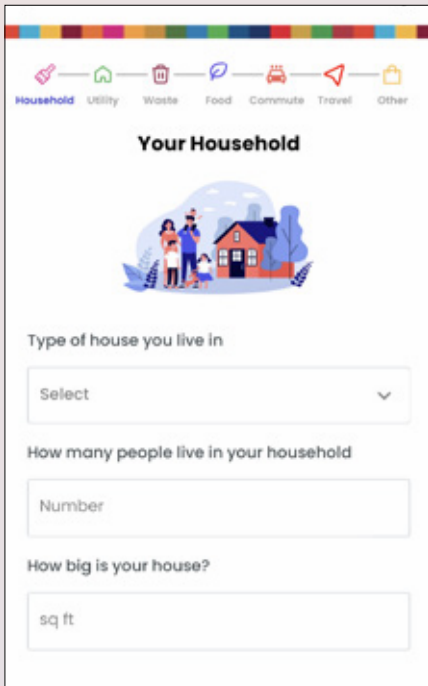 Household Utility Waste Food Commute Travel Other
Your Household
Type of house you live in
Select
How many people live in your household
Number
How big is your house?
sq ft